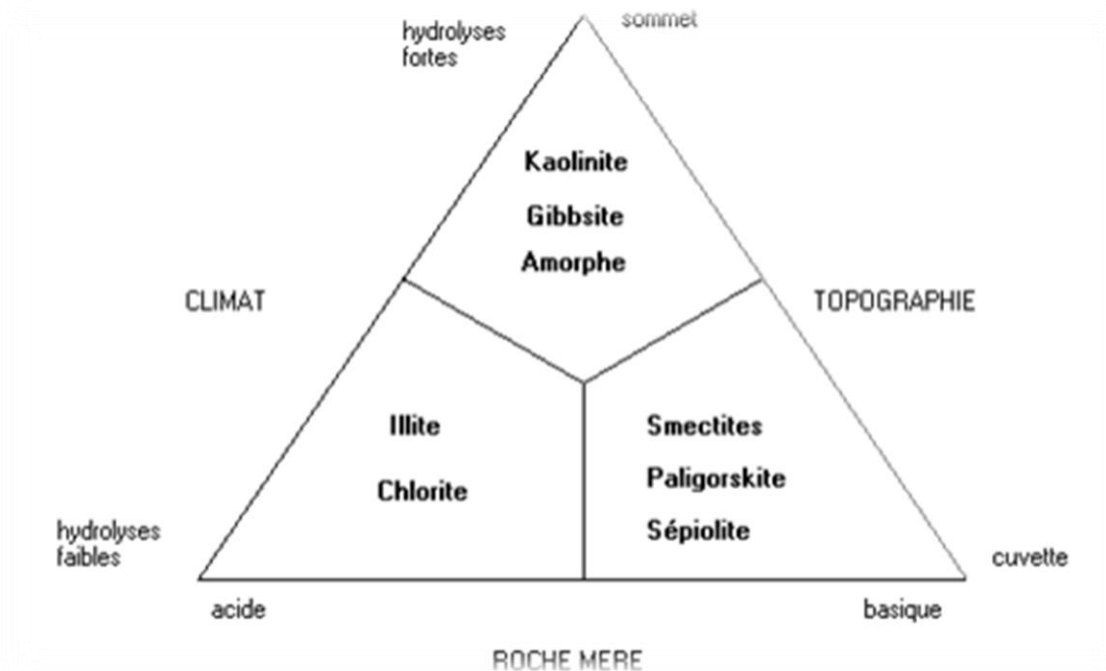 sommet
hydrolyses
fortes
Kaolinite
Gibbsite
Amorphe
CLIMAT
TOPOGRAPHIE
Illite
Smectites
Paligorskite
Chlorite
Sépiolite
hydrolyses
faibles
cuvette
acide
basique
ROCHE MERE